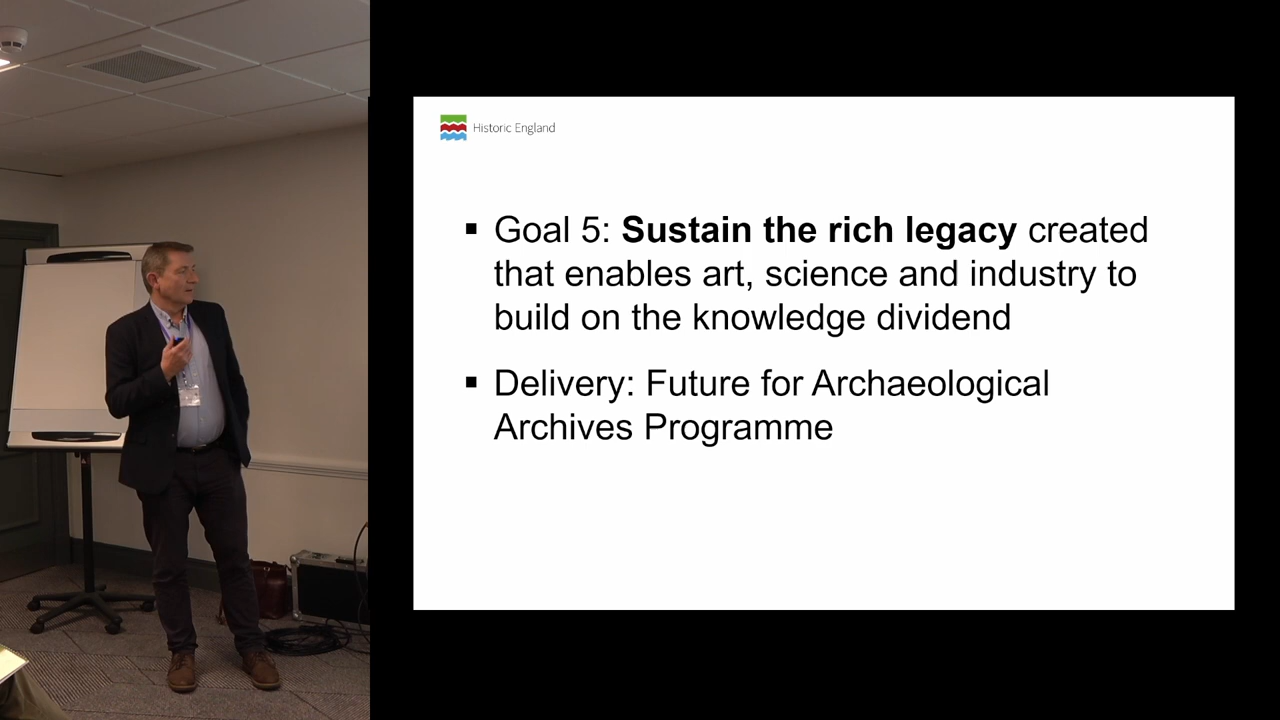 Historic England
▪ Goal 5: Sustain the rich legacy created
that enables art, science and industry to
build on the knowledge dividend
▪ Delivery: Future for Archaeological
Archives Programme